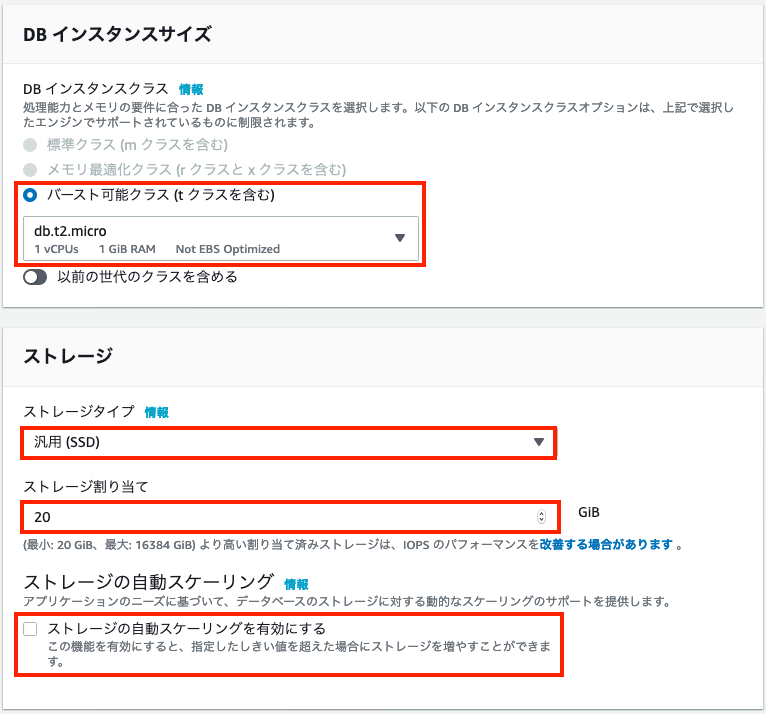 DB インスタンスサイズ
DB インスタンスクラス 情報
処理能力とメモリの要件に合った DB インスタンスクラスを選択します。以下の DB インスタンスクラスオプションは、上記で選択し
たエンジンでサポートされているものに制限されます。
標準クラス (m クラスを含む)
メモリ最適化クラス (r クラスと x クラスを含む)
バースト可能クラス (t クラスを含む)
db.t2.micro
1 vCPUs 1 GiB RAM Not EBS Optimized
以前の世代のクラスを含める
ストレージ
ストレージタイプ 情報
汎用 (SSD)
ストレージ割り当て
20 GiB
(最小: 20 GiB、最大: 16384 GiB) より高い割り当て済みストレージは、IOPS のパフォーマンスを改善する場合があります 。
ストレージの自動スケーリング 情報
アプリケーションのニーズに基づいて、データベースのストレージに対する動的なスケーリングのサポートを提供します。
ストレージの自動スケーリングを有効にする
この機能を有効にすると、指定したしきい値を超えた場合にストレージを増やすことができま
す。